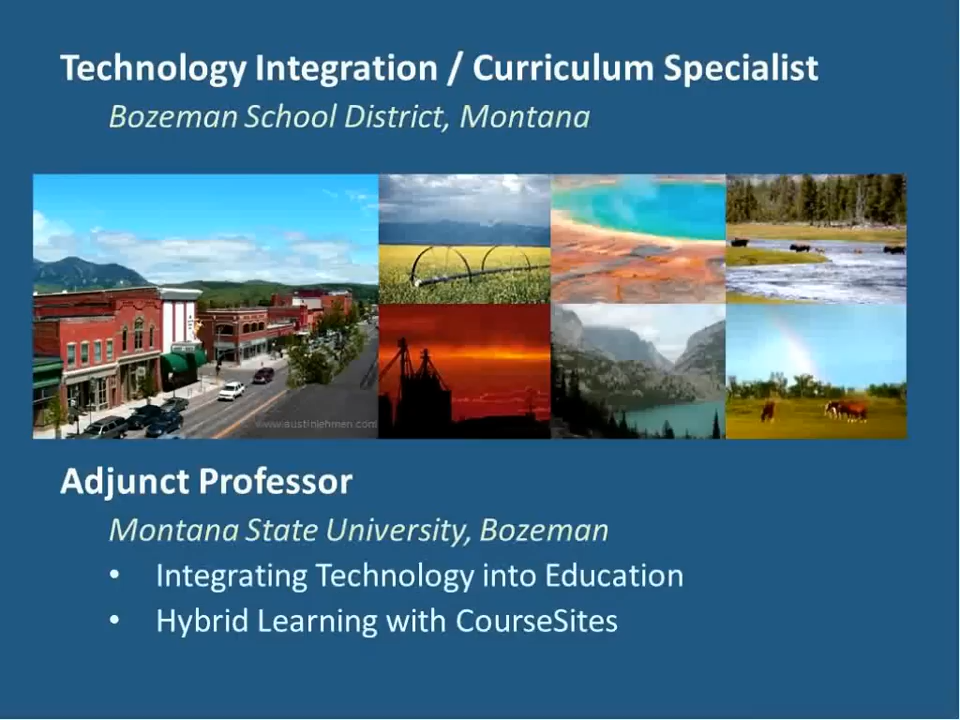 Technology Integration / Curriculum Specialist
Bozeman School District, Montana
www.austinlehmen.com
Adjunct Professor
Montana State University, Bozeman
• Integrating Technology into Education
• Hybrid Learning with CourseSites